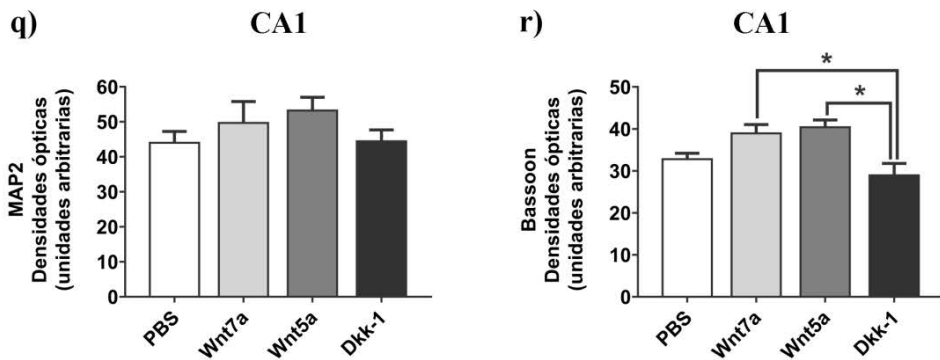 q)
CA1
MAP2
Densidades ópticas
(unidades arbitrarias)
60
50
40
30
20
10
0
PBS
Wnt7a
Wnt5a
Dkk-1
r)
CA1
*
*
Bassoon
Densidades ópticas
(unidades arbitrarias)
50
40
30
20
10
0
PBS
Wnt7a
Wnt5a
Dkk-1